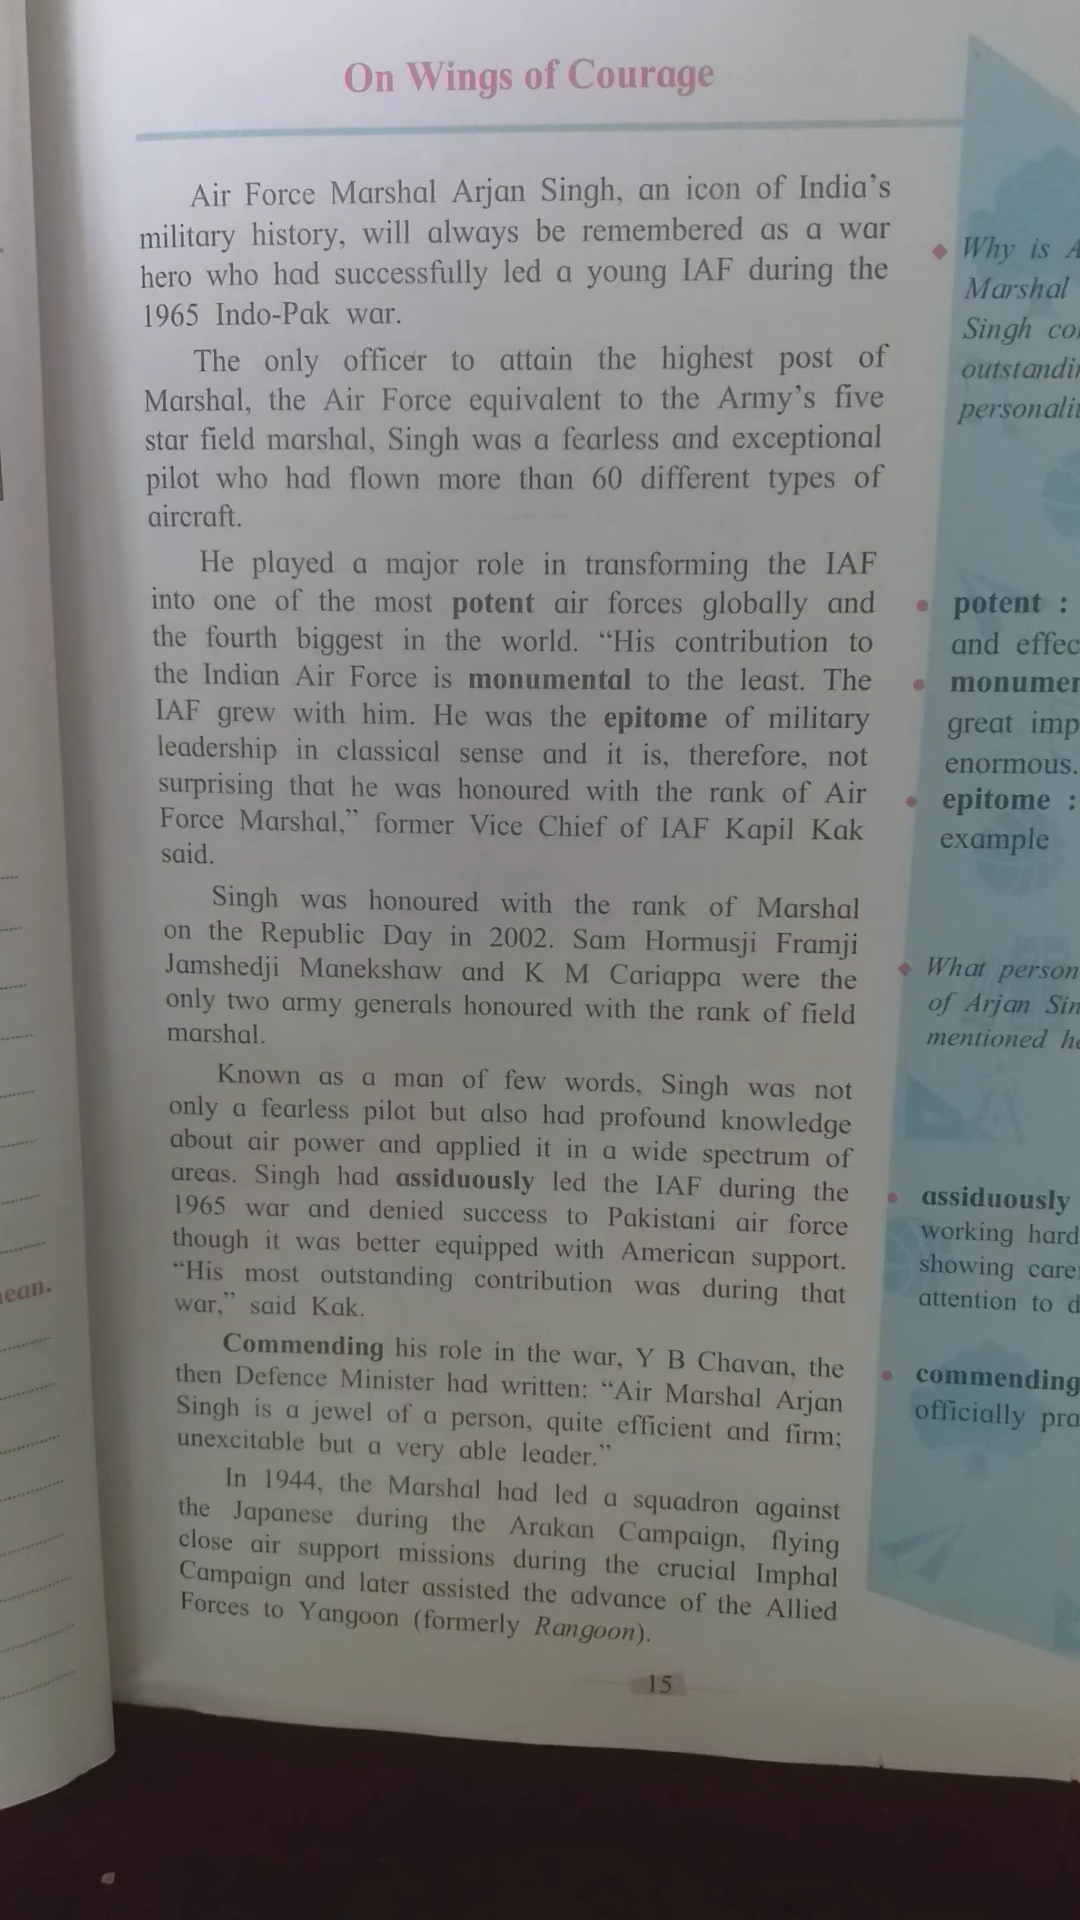 On Wings of Courage
Air Force Marshal Arjan Singh, an icon of India's
military history, will always be remembered as a war
hero who had successfully led a young IAF during the
1965 Indo-Pak war.
The only officer to attain the highest post of
Marshal, the Air Force equivalent to the Army's five
star field marshal, Singh was a fearless and exceptional
pilot who had flown more than 60 different types of
aircraft.
He played a major role in transforming the IAF
into one of the most potent air forces globally and
the fourth biggest in the world. “His contribution to
the Indian Air Force is monumental to the least. The
IAF grew with him. He was the epitome of military
leadership in classical sense and it is, therefore, not
surprising that he was honoured with the rank of Air
Force Marshal,” former Vice Chief of IAF Kapil Kak
said.
Singh was honoured with the rank of Marshal
on the Republic Day in 2002. Sam Hormusji Framji
Jamshedji Manekshaw and K M Cariappa were the
only two army generals honoured with the rank of field
marshal.
Known as a man of few words, Singh was not
only a fearless pilot but also had profound knowledge
about air power and applied it in a wide spectrum of
areas. Singh had assiduously led the IAF during the
1965 war and denied success to Pakistani air force
though it was better equipped with American support.
“His most outstanding contribution was during that
war,” said Kak.
Commending his role in the war, Y B Chavan, the
then Defence Minister had written: “Air Marshal Arjan
Singh is a jewel of a person, quite efficient and firm;
unexcitable but a very able leader.”
In 1944, the Marshal had led a squadron against
the Japanese during the Arakan Campaign, flying
close air support missions during the crucial Imphal
Campaign and later assisted the advance of the Allied
Forces to Yangoon (formerly Rangoon).
15
Why is A
Marshal
Singh
personali
potent :
and effec
great imp
enormous.
epitome :
example
What person
of Arjan Sin
mentioned he
assiduously
working hard
showing care
attention to d
commending
officially pra